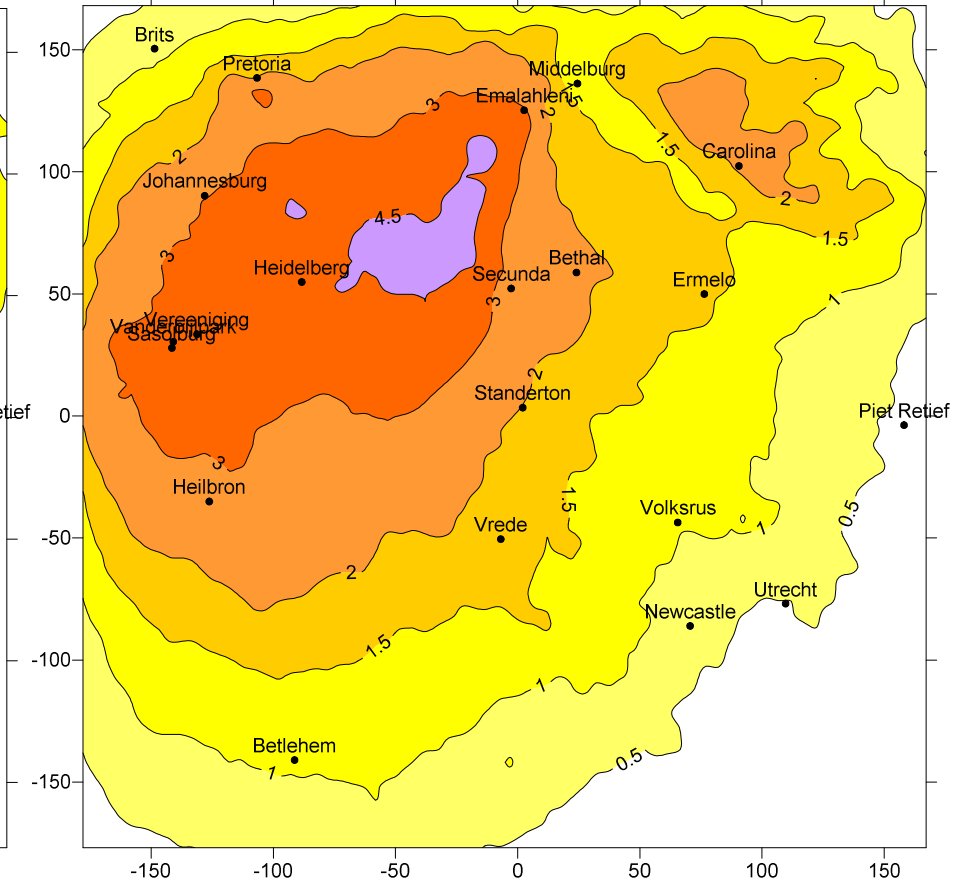 150
Brits
Pretoria
Middelburg
3
Emalahleni
1.5
2
1.5
2
Carolina
100
Johannesburg
2
4.5
3
1.5
Bethal
Heidelberg
Secunda
Ermelo
50
3
1
Vereeniging
Vanderbijlpark
Sasolburg
2
Standerton
etief
0
Piet Retief
3
Heilbron
1.5
Volksrus
0.5
Vrede
1
-50
2
Utrecht
Newcastle
1.5
-100
1
Betlehem
1
0.5
-150
-150
-100
-50
0
50
100
150